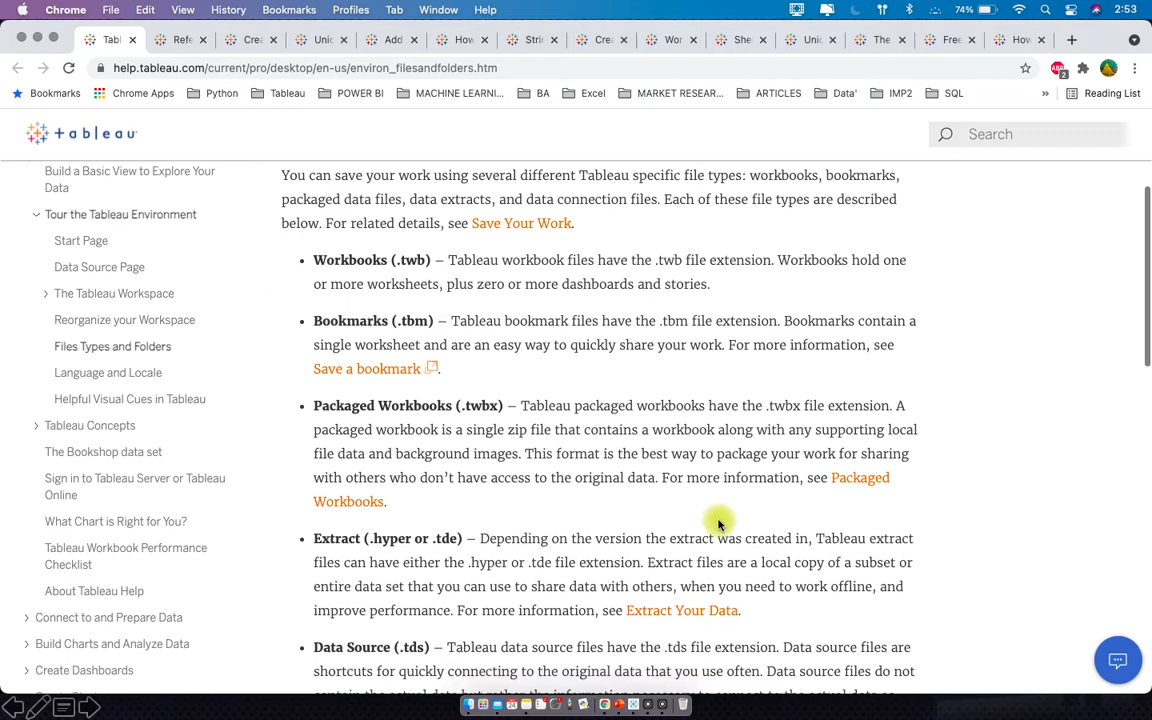 Chrome File Edit View History Bookmarks Profiles Tab Window Help 74% 2:53
Tabl Refe Crea Unic Add How Strin Crea Wor She Unic The Free How
help.tableau.com/current/pro/desktop/en-us/environ_filesandfolders.htm
Bookmarks Chrome Apps Python Tableau POWER BI MACHINE LEARNI... BA Excel MARKET RESEAR... ARTICLES Data' IMP2 SQL » Reading List
tableau Search
Build a Basic View to Explore Your
Data
Tour the Tableau Environment
Start Page
Data Source Page
The Tableau Workspace
Reorganize your Workspace
Files Types and Folders
Language and Locale
Helpful Visual Cues in Tableau
Tableau Concepts
The Bookshop data set
Sign in to Tableau Server or Tableau
Online
What Chart is Right for You?
Tableau Workbook Performance
Checklist
About Tableau Help
Connect to and Prepare Data
Build Charts and Analyze Data
Create Dashboards
You can save your work using several different Tableau specific file types: workbooks, bookmarks,
packaged data files, data extracts, and data connection files. Each of these file types are described
below. For related details, see Save Your Work.
• Workbooks (.twb) – Tableau workbook files have the .twb file extension. Workbooks hold one
or more worksheets, plus zero or more dashboards and stories.
• Bookmarks (.tbm) – Tableau bookmark files have the .tbm file extension. Bookmarks contain a
single worksheet and are an easy way to quickly share your work. For more information, see
Save a bookmark.
• Packaged Workbooks (.twbx) – Tableau packaged workbooks have the .twbx file extension. A
packaged workbook is a single zip file that contains a workbook along with any supporting local
file data and background images. This format is the best way to package your work for sharing
with others who don't have access to the original data. For more information, see Packaged
Workbooks.
• Extract (.hyper or .tde) – Depending on the version the extract was created in, Tableau extract
files can have either the .hyper or .tde file extension. Extract files are a local copy of a subset or
entire data set that you can use to share data with others, when you need to work offline, and
improve performance. For more information, see Extract Your Data.
• Data Source (.tds) – Tableau data source files have the .tds file extension. Data source files are
shortcuts for quickly connecting to the original data that you use often. Data source files do not